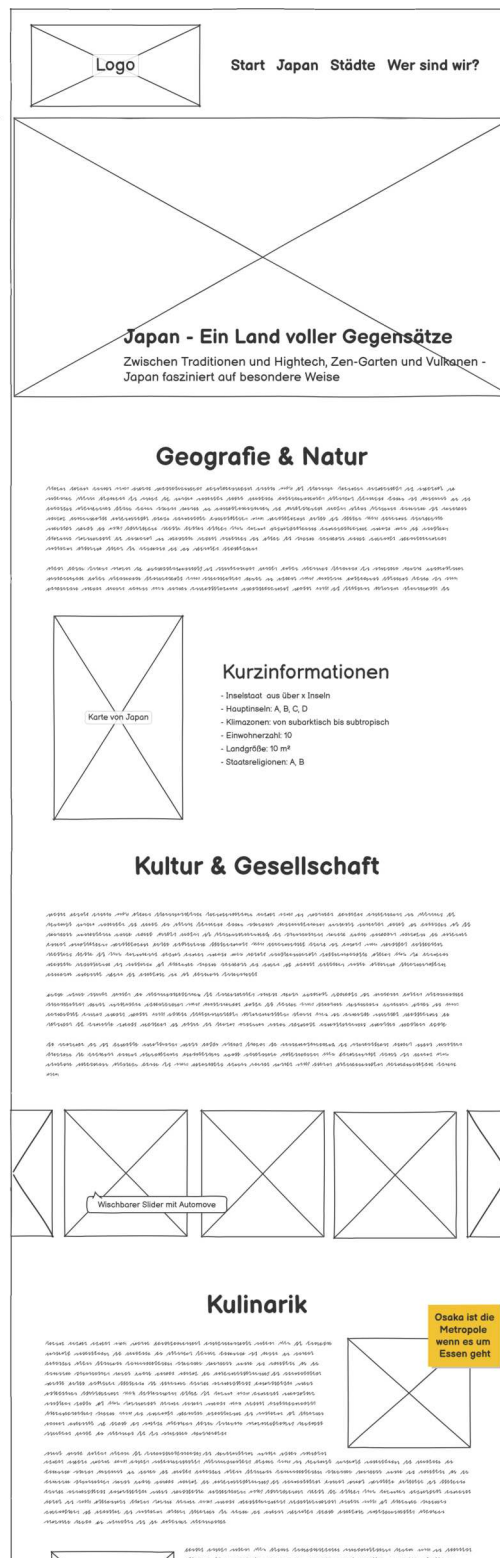 Logo
Start Japan Städte Wer sind wir?
Japan - Ein Land voller Gegensätze
Zwischen Traditionen und Hightech, Zen-Garten und Vulkanen -
Japan fasziniert auf besondere Weise
Geografie & Natur
Karte von Japan
Kurzinformationen
- Inselstaat aus über x Inseln
- Hauptinseln: A, B, C, D
- Klimazonen: von subarktisch bis subtropisch
- Einwohnerzahl: 10
- Landgröße: 10 m²
- Staatsreligionen: A, B
Kultur & Gesellschaft
Wischbarer Slider mit Automove
Kulinarik
Osaka ist die
Metropole
wenn es um
Essen geht